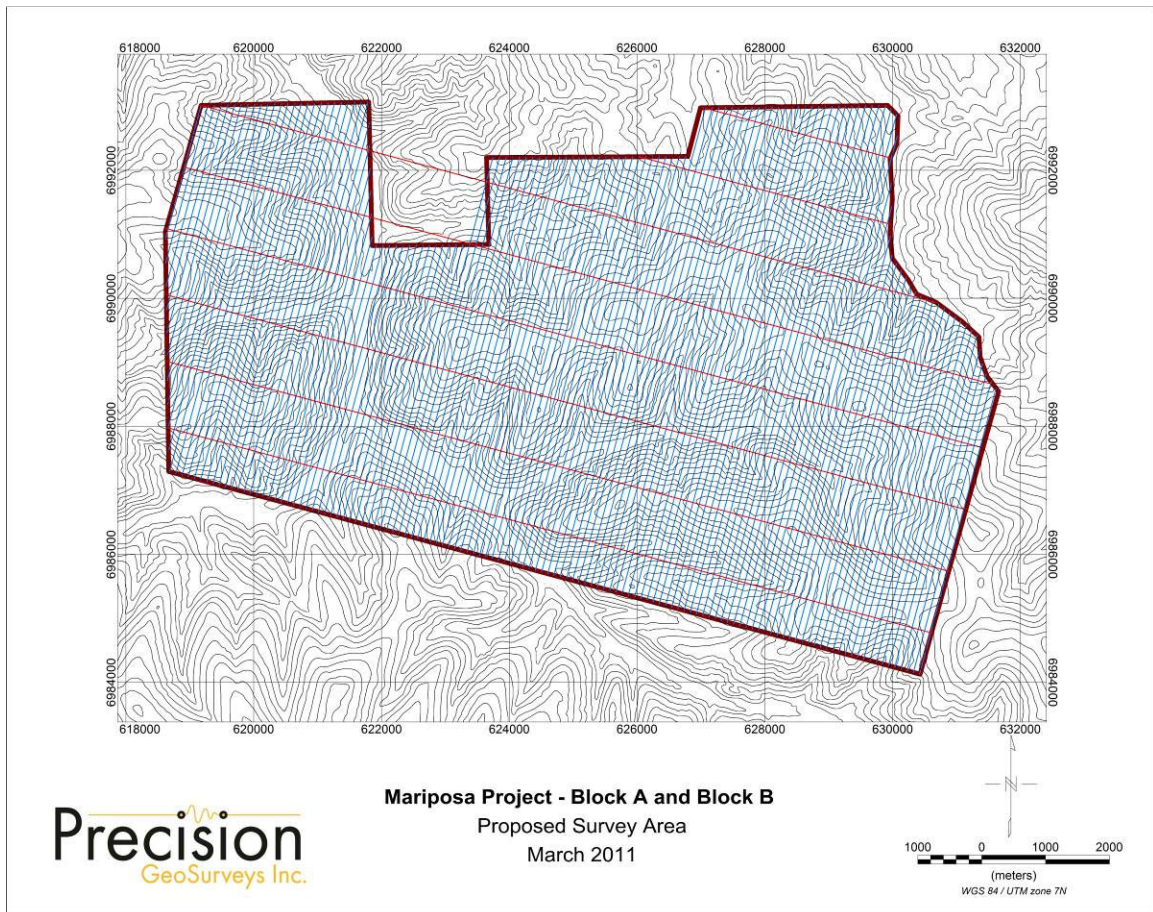 618000 620000 622000 624000 626000 628000 630000 632000
6992000 6992000
6990000 6990000
6988000 6988000
6986000 6986000
6984000 6984000
618000 620000 622000 624000 626000 628000 630000 632000
N
Mariposa Project - Block A and Block B
Proposed Survey Area
March 2011
Precision
GeoSurveys Inc.
1000 0 1000 2000
(meters)
WGS 84 / UTM zone 7N